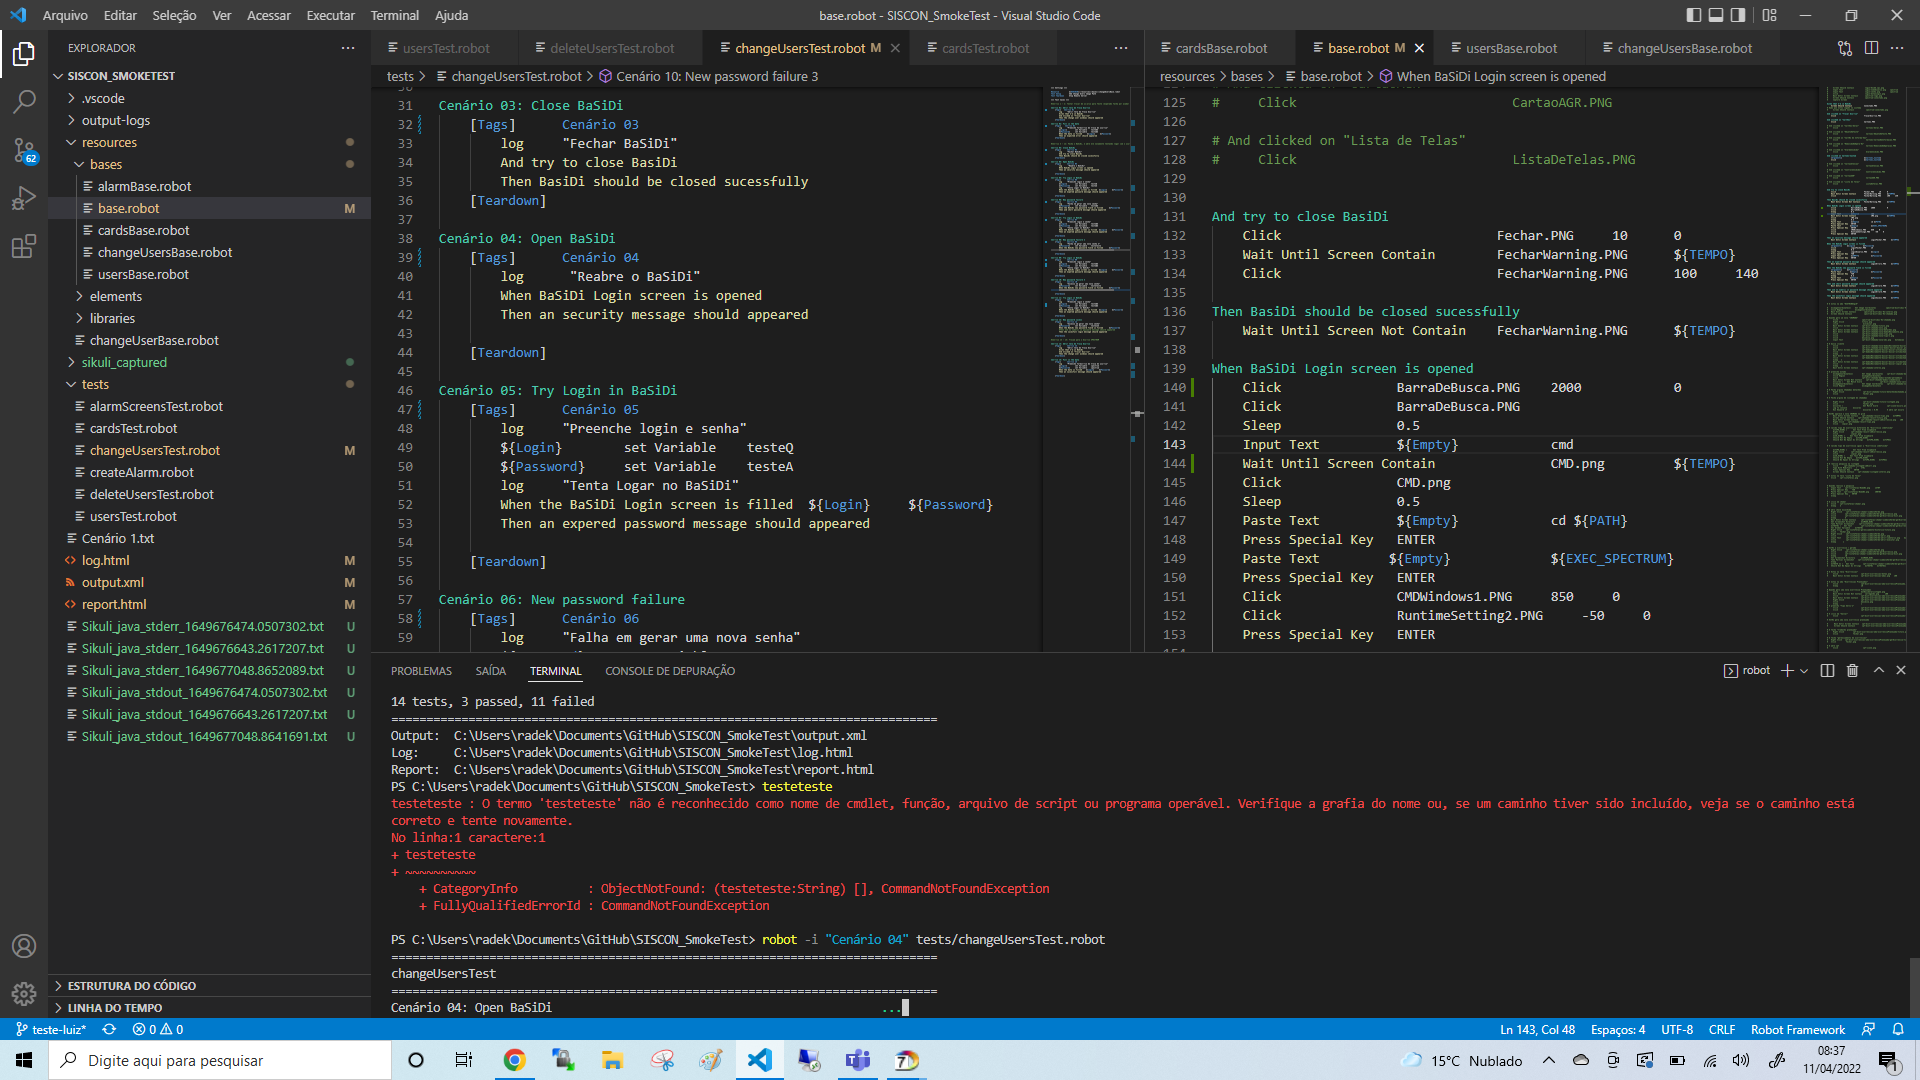 Arquivo Editar Seleção Ver Acessar Executar Terminal Ajuda
base.robot - SISCON_SmokeTest - Visual Studio Code
EXPLORADOR
SISCON_SMOKETEST
.vscode
output-logs
resources
bases
alarmBase.robot
base.robot M
cardsBase.robot
changeUsersBase.robot
usersBase.robot
elements
libraries
changeUserBase.robot
sikuli_captured
tests
alarmScreensTest.robot
cardsTest.robot
changeUsersTest.robot M
createAlarm.robot
deleteUsersTest.robot
usersTest.robot
Cenário 1.txt
log.html M
output.xml M
report.html M
Sikuli_java_stderr_1649676474.0507302.txt U
Sikuli_java_stderr_1649676643.2617207.txt U
Sikuli_java_stderr_1649677048.8652089.txt U
Sikuli_java_stdout_1649676474.0507302.txt U
Sikuli_java_stdout_1649676643.2617207.txt U
Sikuli_java_stdout_1649677048.8641691.txt U
ESTRUTURA DO CÓDIGO
LINHA DO TEMPO
62
usersTest.robot deleteUsersTest.robot changeUsersTest.robot M cardsTest.robot
tests > changeUsersTest.robot > Cenário 10: New password failure 3
31 Cenário 03: Close BaSiDi
32 [Tags] Cenário 03
33 log "Fechar BaSiDi"
34 And try to close BasiDi
35 Then BasiDi should be closed sucessfully
36 [Teardown]
37
38 Cenário 04: Open BaSiDi
39 [Tags] Cenário 04
40 log "Reabre o BaSiDi"
41 When BaSiDi Login screen is opened
42 Then an security message should appeared
43
44 [Teardown]
45
46 Cenário 05: Try Login in BaSiDi
47 [Tags] Cenário 05
48 log "Preenche login e senha"
49 ${Login} set Variable testeQ
50 ${Password} set Variable testeA
51 log "Tenta Logar no BaSiDi"
52 When the BaSiDi Login screen is filled ${Login} ${Password}
53 Then an expered password message should appeared
54
55 [Teardown]
56
57 Cenário 06: New password failure
58 [Tags] Cenário 06
59 log "Falha em gerar uma nova senha"
cardsBase.robot base.robot M usersBase.robot changeUsersBase.robot
resources > bases > base.robot > When BaSiDi Login screen is opened
125 # Click CartaoAGR.PNG
126
127 # And clicked on "Lista de Telas"
128 # Click ListaDeTelas.PNG
129
130
131 And try to close BasiDi
132 Click Fechar.PNG 10 0
133 Wait Until Screen Contain FecharWarning.PNG ${TEMPO}
134 Click FecharWarning.PNG 100 140
135
136 Then BasiDi should be closed sucessfully
137 Wait Until Screen Not Contain FecharWarning.PNG ${TEMPO}
138
139 When BaSiDi Login screen is opened
140 Click BarraDeBusca.PNG 2000 0
141 Click BarraDeBusca.PNG
142 Sleep 0.5
143 Input Text ${Empty} cmd
144 Wait Until Screen Contain CMD.png ${TEMPO}
145 Click CMD.png
146 Sleep 0.5
147 Paste Text ${Empty} cd ${PATH}
148 Press Special Key ENTER
149 Paste Text ${Empty} ${EXEC_SPECTRUM}
150 Press Special Key ENTER
151 Click CMDWindows1.PNG 850 0
152 Click RuntimeSetting2.PNG -50 0
153 Press Special Key ENTER
PROBLEMAS SAÍDA TERMINAL CONSOLE DE DEPURAÇÃO
robot
14 tests, 3 passed, 11 failed
==============================================================================
Output: C:\Users\radek\Documents\GitHub\SISCON_SmokeTest\output.xml
Log: C:\Users\radek\Documents\GitHub\SISCON_SmokeTest\log.html
Report: C:\Users\radek\Documents\GitHub\SISCON_SmokeTest\report.html
PS C:\Users\radek\Documents\GitHub\SISCON_SmokeTest> testeteste
testeteste : O termo 'testeteste' não é reconhecido como nome de cmdlet, função, arquivo de script ou programa operável. Verifique a grafia do nome ou, se um caminho tiver sido incluído, veja se o caminho está
correto e tente novamente.
No linha:1 caractere:1
+ testeteste
+ ~~~~~~~~~~
+ CategoryInfo : ObjectNotFound: (testeteste:String) [], CommandNotFoundException
+ FullyQualifiedErrorId : CommandNotFoundException
PS C:\Users\radek\Documents\GitHub\SISCON_SmokeTest> robot -i "Cenário 04" tests/changeUsersTest.robot
==============================================================================
changeUsersTest
==============================================================================
Cenário 04: Open BaSiDi ...
teste-luiz* 0 0
Ln 143, Col 48 Espaços: 4 UTF-8 CRLF Robot Framework
Digite aqui para pesquisar
15°C Nublado
08:37
11/04/2022
1